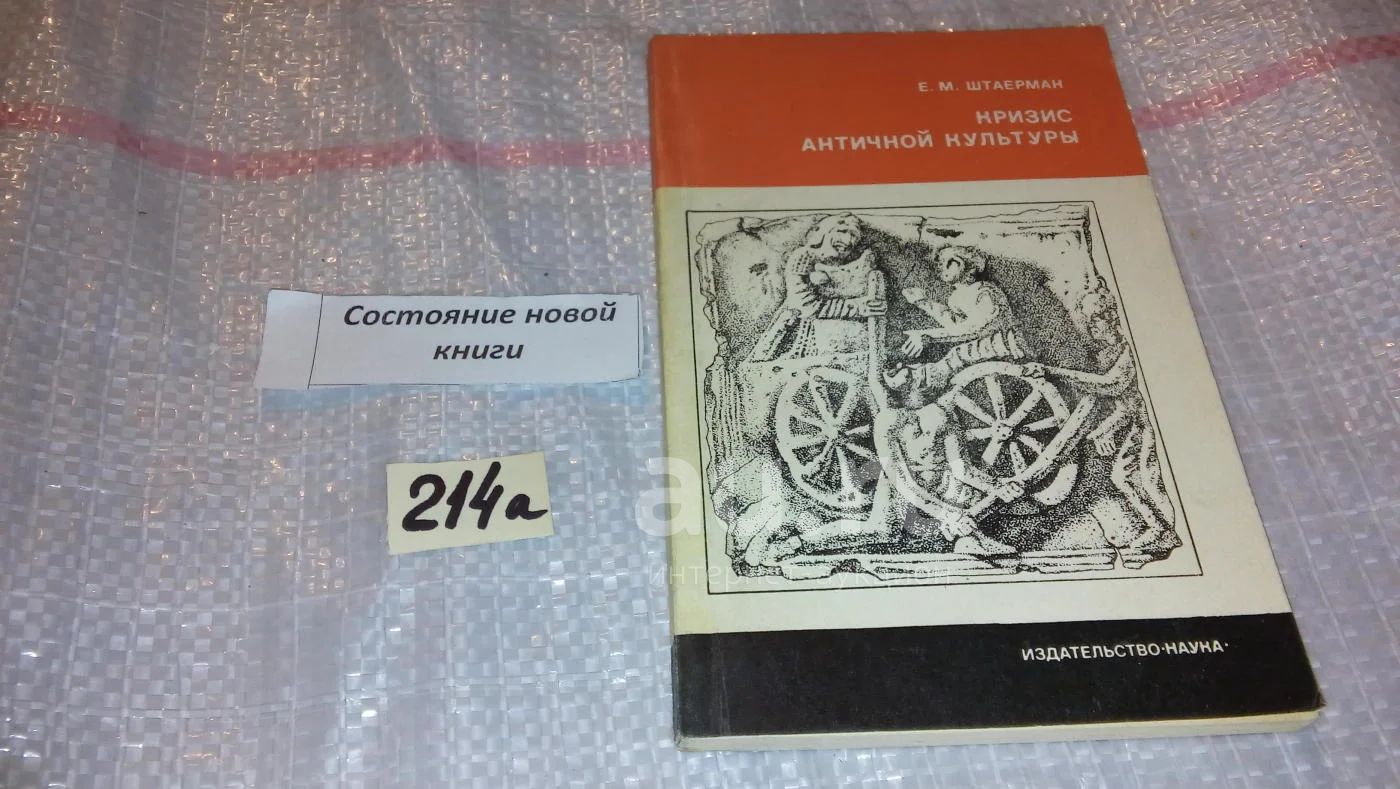 Е. М. ШТАЕРМАН
КРИЗИС
АНТИЧНОЙ КУЛЬТУРЫ
Состояние новой
книги
214а
ИЗДАТЕЛЬСТВО·НАУКА·